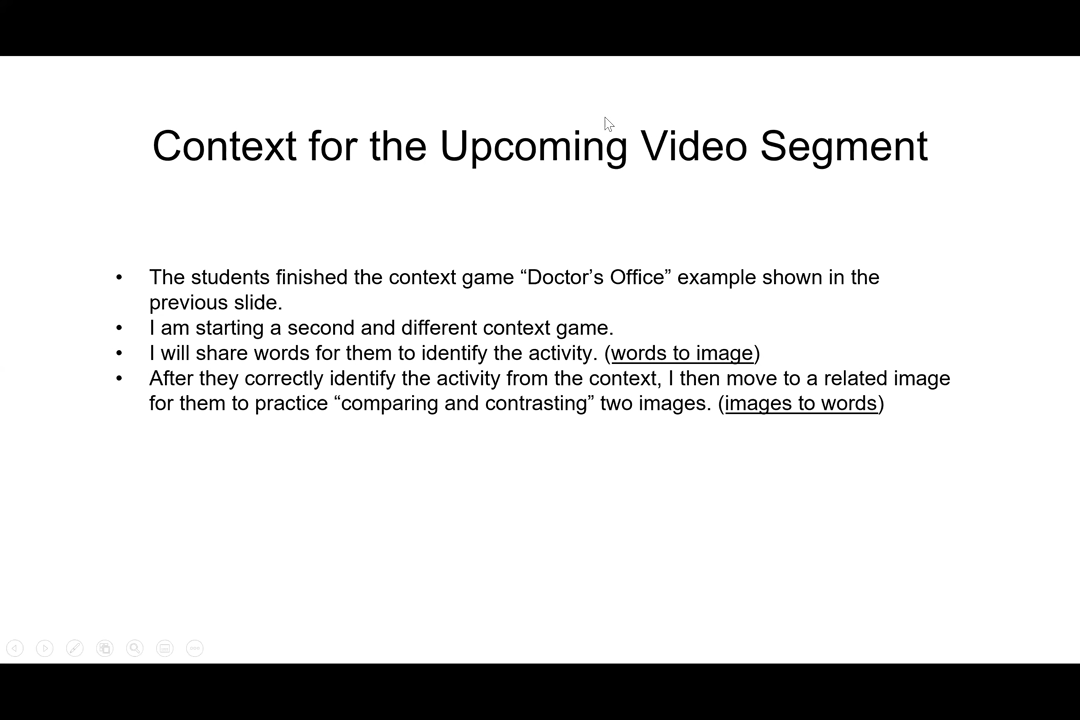 Context for the Upcoming Video Segment
• The students finished the context game “Doctor’s Office” example shown in the
previous slide.
• I am starting a second and different context game.
• I will share words for them to identify the activity. (words to image)
• After they correctly identify the activity from the context, I then move to a related image
for them to practice “comparing and contrasting” two images. (images to words)